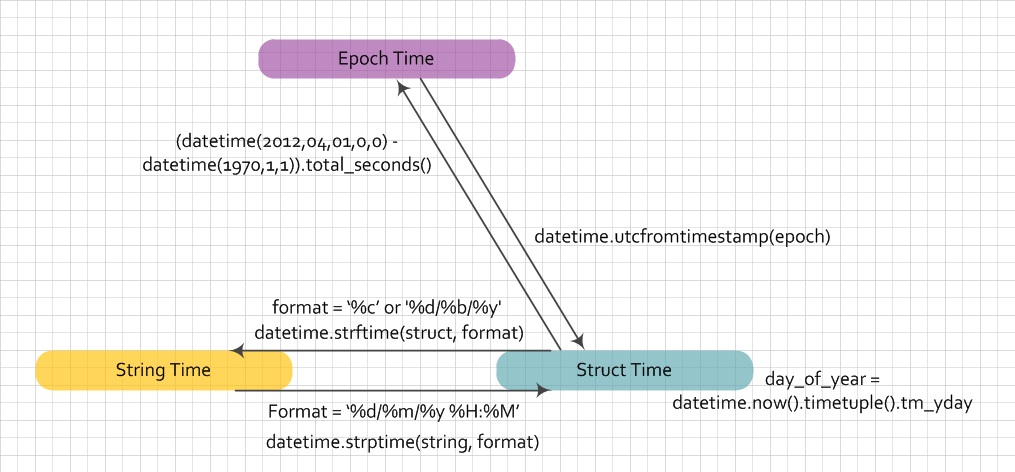 Epoch Time
(datetime(2012,04,01,0,0) -
datetime(1970,1,1)).total_seconds()
datetime.utcfromtimestamp(epoch)
format = ‘%c’ or '%d/%b/%y'
datetime.strftime(struct, format)
String Time
Struct Time
day_of_year =
datetime.now().timetuple().tm_yday
Format = ‘%d/%m/%y %H:%M’
datetime.strptime(string, format)